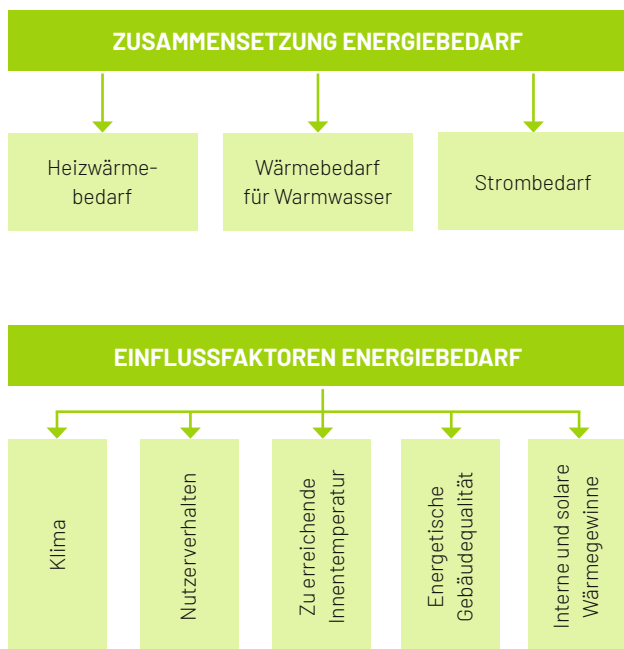 ZUSAMMENSETZUNG ENERGIEBEDARF
Heizwärme-
bedarf
Wärmebedarf
für Warmwasser
Strombedarf
EINFLUSSFAKTOREN ENERGIEBEDARF
Klima
Nutzerverhalten
Zu erreichende
Innentemperatur
Energetische
Gebäudequalität
Interne und solare
Wärmegewinne